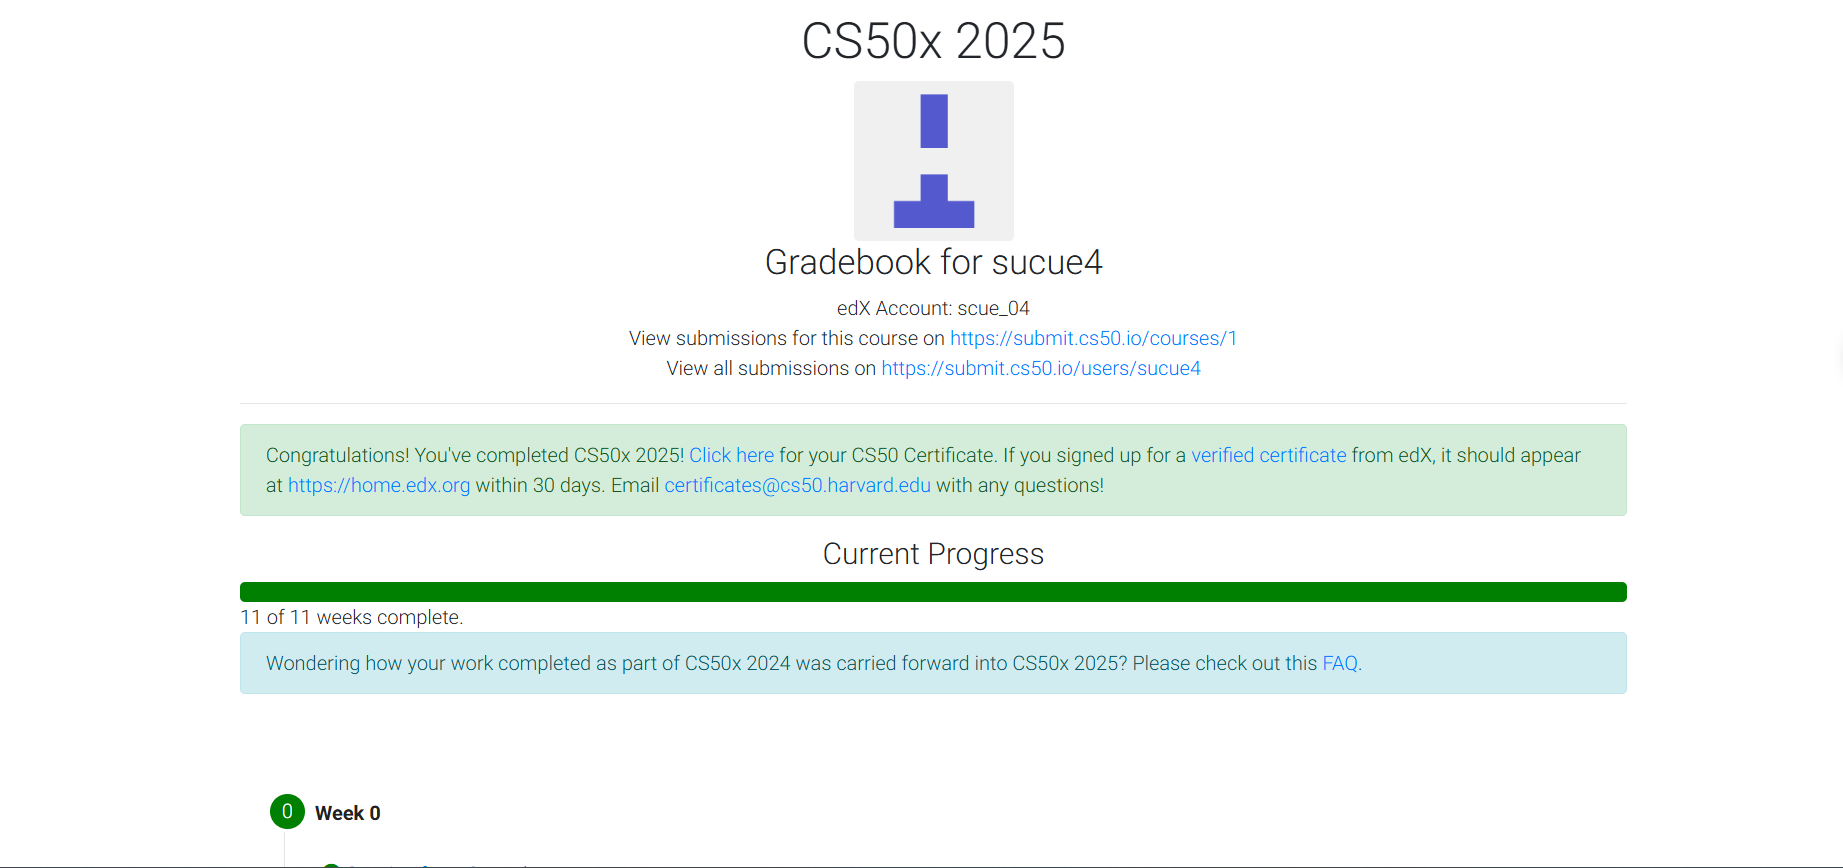 CS50x 2025
Gradebook for sucue4
edX Account: scue_04
View submissions for this course on https://submit.cs50.io/courses/1
View all submissions on https://submit.cs50.io/users/sucue4
Congratulations! You've completed CS50x 2025! Click here for your CS50 Certificate. If you signed up for a verified certificate from edX, it should appear
at https://home.edx.org within 30 days. Email certificates@cs50.harvard.edu with any questions!
Current Progress
11 of 11 weeks complete.
Wondering how your work completed as part of CS50x 2024 was carried forward into CS50x 2025? Please check out this FAQ.
0 Week 0